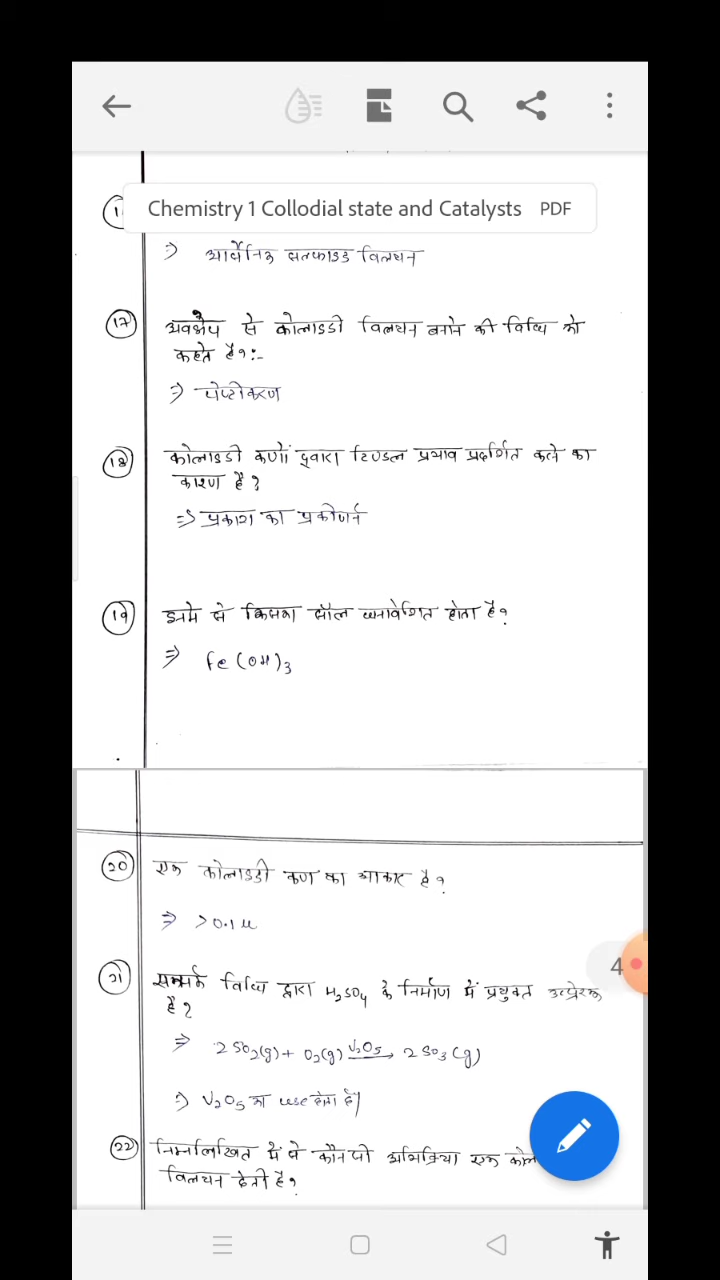 Chemistry 1 Collodial state and Catalysts PDF
⇒ आर्सेनिक सल्फाइड विलयन
(17) अवक्षेप से कोलाइडी विलयन बनाने की विधि को
कहते है?:-
⇒ पेप्टीकरण
(18) कोलाइडी कणों द्वारा टिण्डल प्रभाव प्रदर्शित करने का
कारण है?
⇒ प्रकाश का प्रकीर्णन
(19) इनमे से किसका सॉल धनावेशित होता है?
⇒ Fe(OH)3
(20) एक कोलाइडी कण का आकार है?
⇒ >0.1 μ
4
(21) सम्पर्क विधि द्वारा H2SO4 के निर्माण में प्रयुक्त उत्प्रेरक
है?
⇒ 2SO2(g) + O2(g) V2O5→ 2SO3(g)
⇒ V2O5 का use होता है|
(22) निम्नलिखित में से कौनसी अभिक्रिया एक
विलयन देती है?